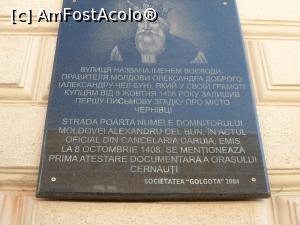 [c] AmFostAcolo®
ВУЛИЦЯ НАЗВАНА ІМЕНЕМ ВОЄВОДИ-
ПРАВИТЕЛЯ МОЛДОВИ ОЛЕКСАНДРА ДОБРОГО
(АЛЕКСАНДРУ ЧЕЛ БУН), ЯКИЙ У СВОЇЙ ГРАМОТІ
КУПЦЯМ ВІД 8 ЖОВТНЯ 1408 РОКУ ЗАЛИШИВ
ПЕРШУ ПИСЬМОВУ ЗГАДКУ ПРО МІСТО
ЧЕРНІВЦІ
STRADA POARTĂ NUMELE DOMNITORULUI
MOLDOVEI ALEXANDRU CEL BUN, ÎN ACTUL
OFICIAL DIN CANCELARIA CĂRUIA, EMIS
LA 8 OCTOMBRIE 1408, SE MENȚIONEAZĂ
PRIMA ATESTARE DOCUMENTARĂ A ORAȘULUI
CERNĂUȚI
SOCIETATEA "GOLGOTA" 2004